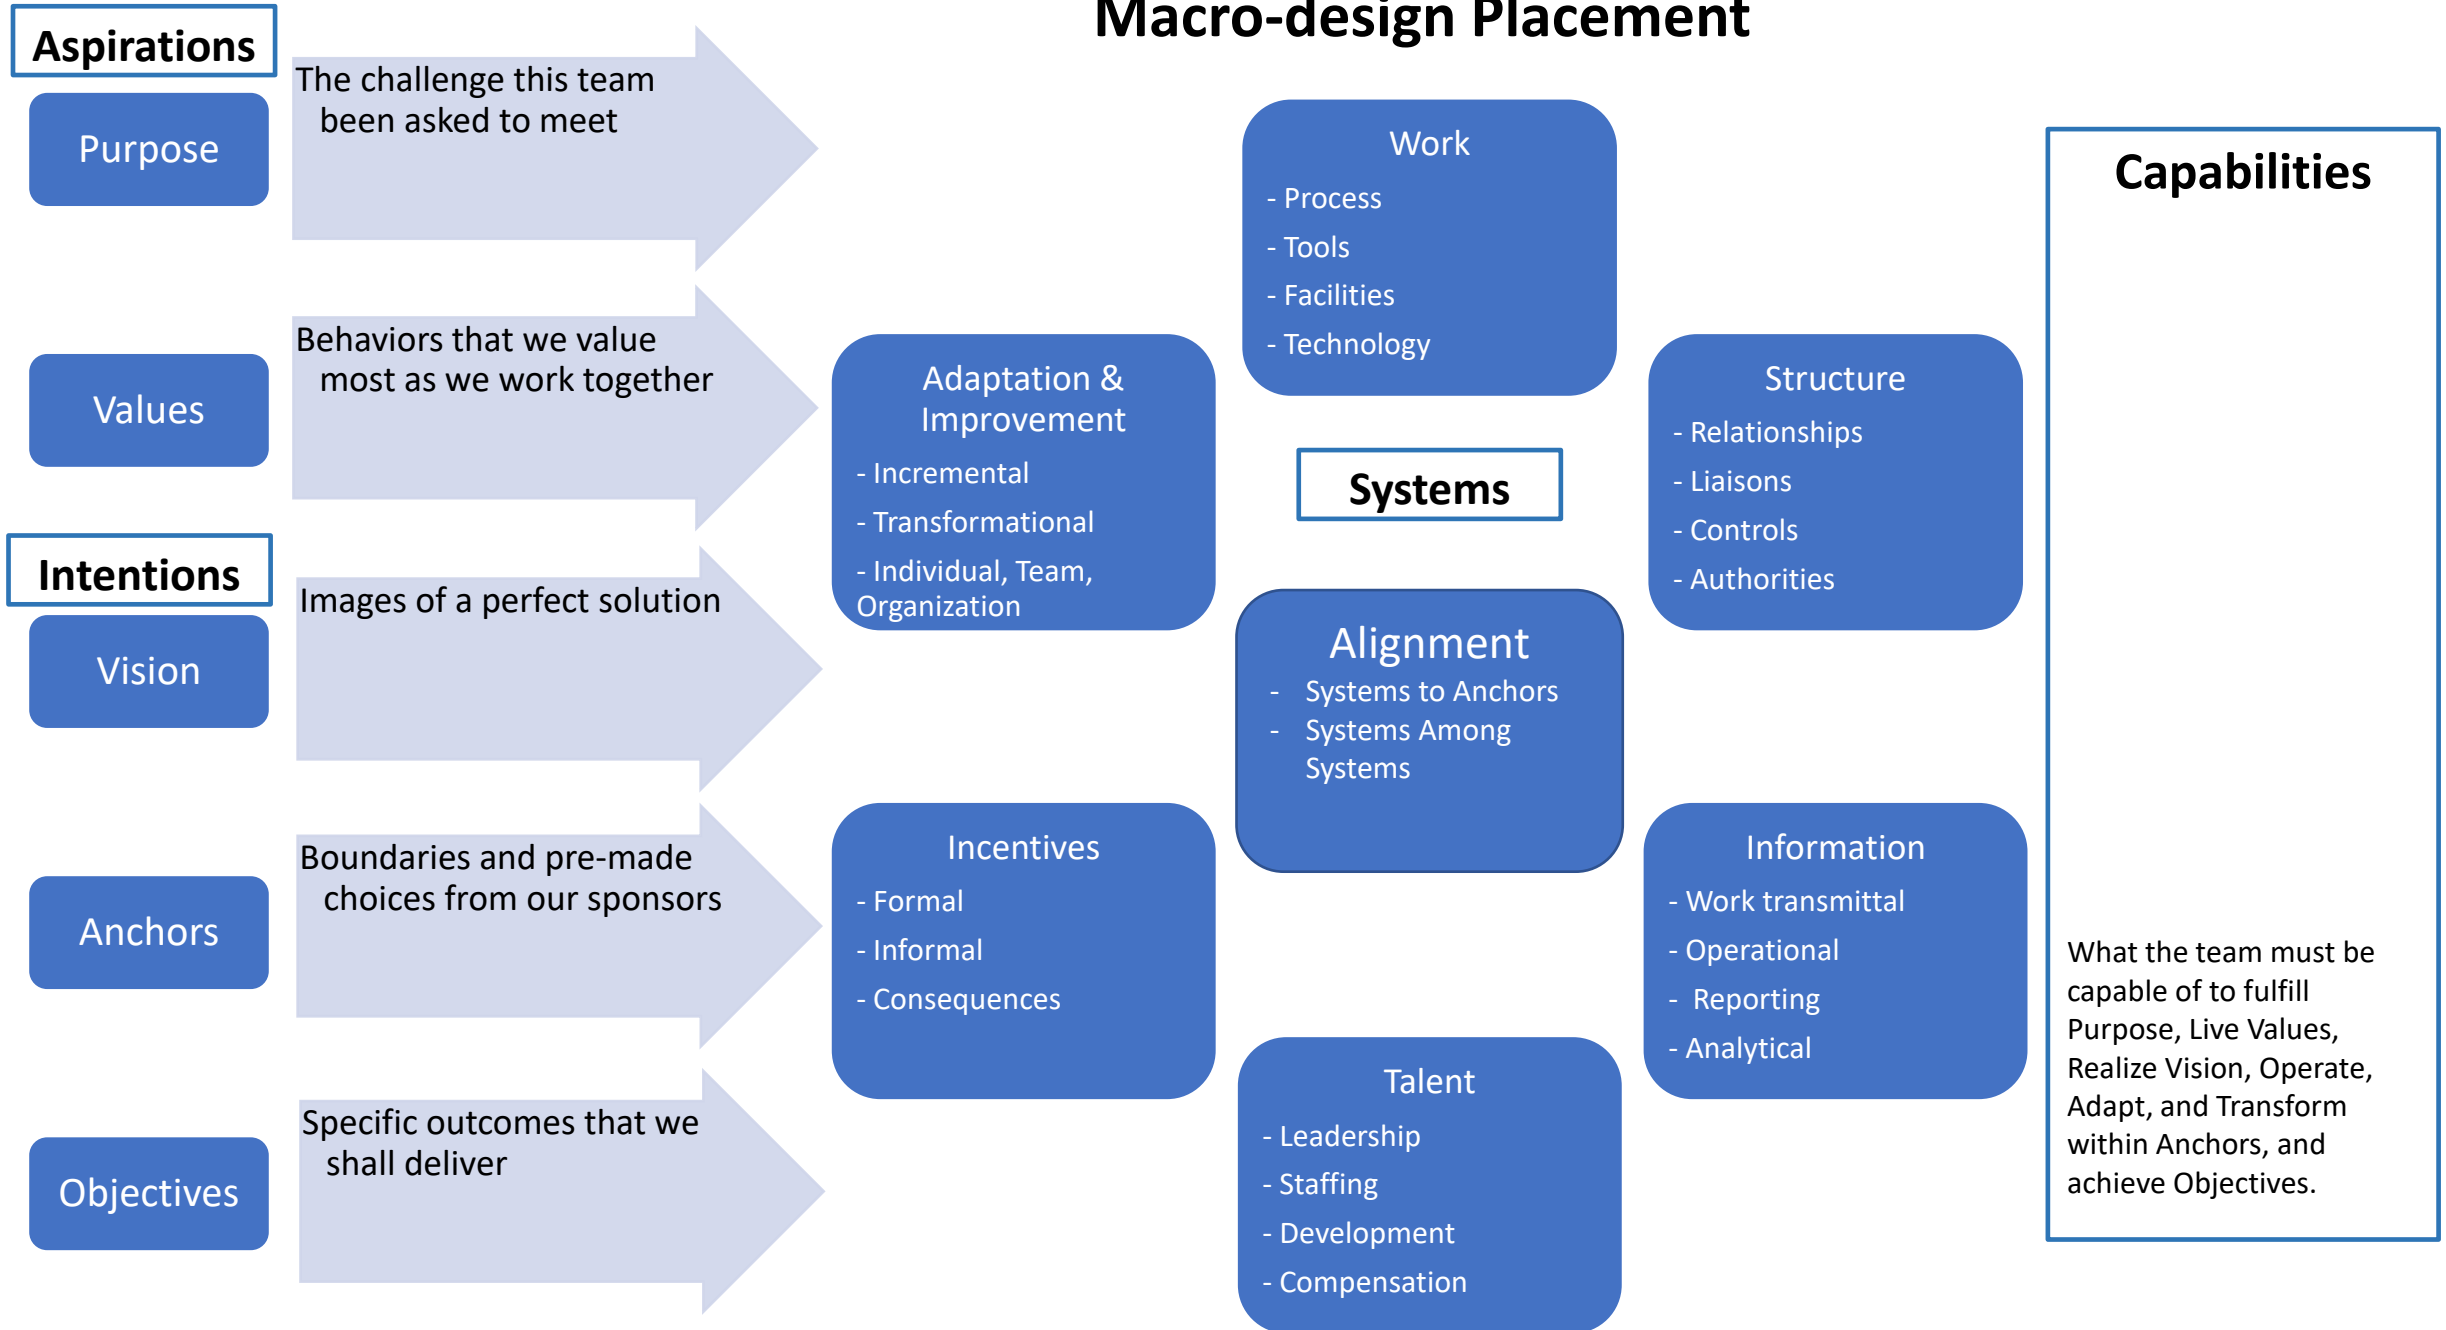 Macro-design Placement
Aspirations
Purpose
The challenge this team
been asked to meet
Values
Behaviors that we value
most as we work together
Intentions
Vision
Images of a perfect solution
Anchors
Boundaries and pre-made
choices from our sponsors
Objectives
Specific outcomes that we
shall deliver
Work
- Process
- Tools
- Facilities
- Technology
Adaptation &
Improvement
- Incremental
- Transformational
- Individual, Team,
Organization
Systems
Structure
- Relationships
- Liaisons
- Controls
- Authorities
Alignment
- Systems to Anchors
- Systems Among
Systems
Incentives
- Formal
- Informal
- Consequences
Information
- Work transmittal
- Operational
- Reporting
- Analytical
Talent
- Leadership
- Staffing
- Development
- Compensation
Capabilities
What the team must be
capable of to fulfill
Purpose, Live Values,
Realize Vision, Operate,
Adapt, and Transform
within Anchors, and
achieve Objectives.